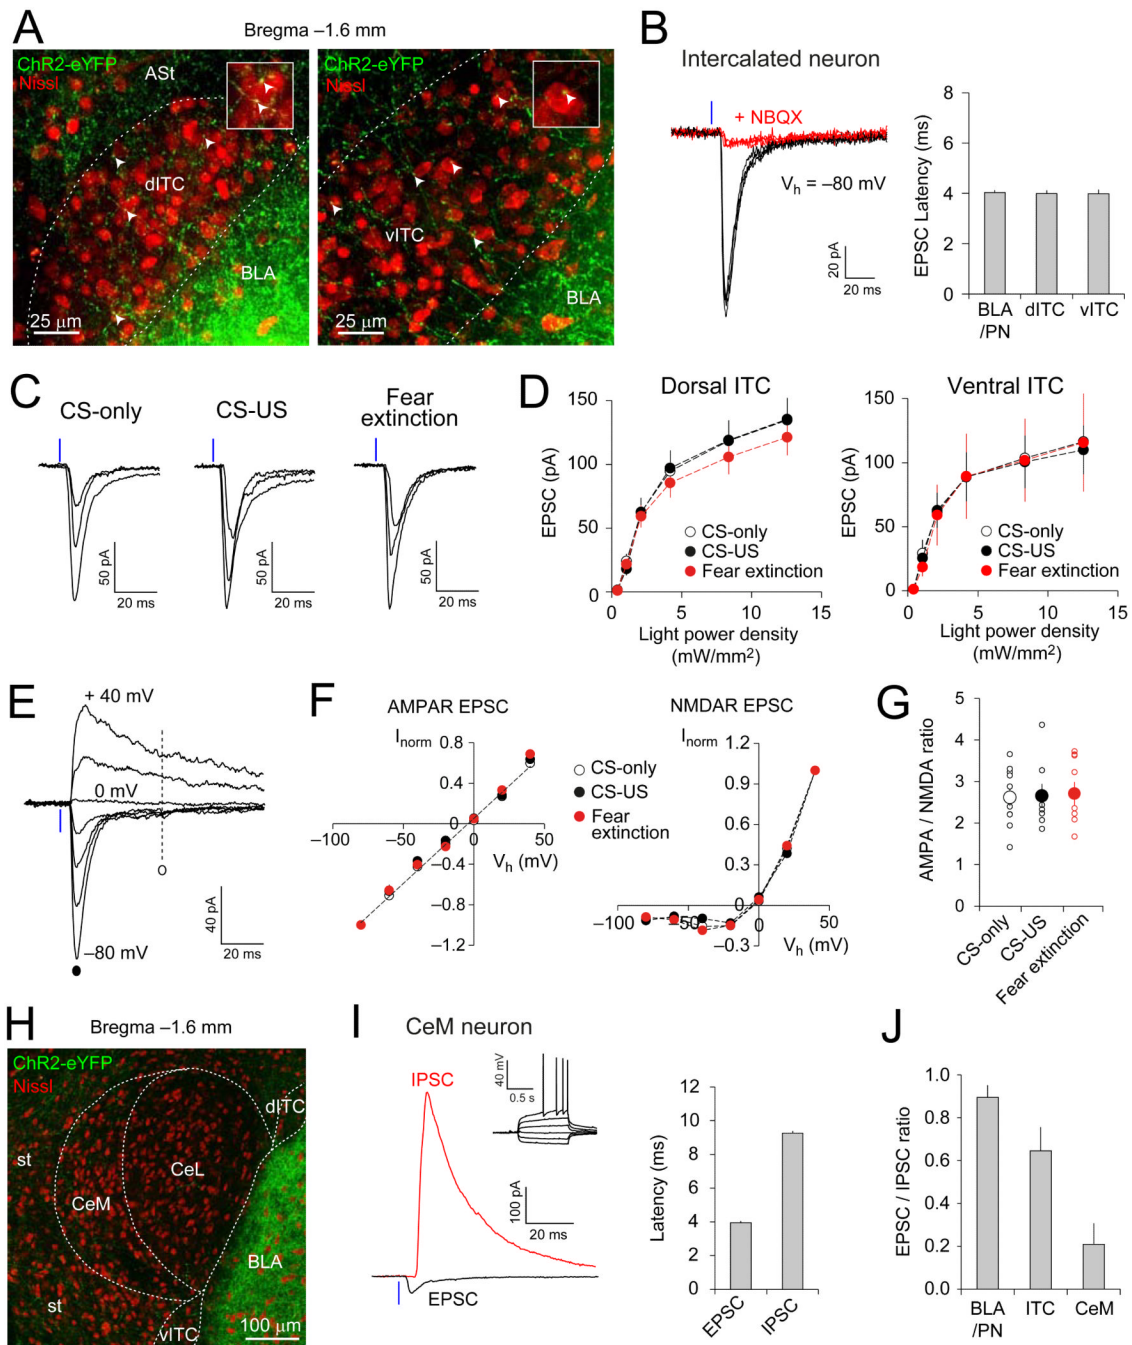 A
Bregma –1.6 mm
ChR2-eYFP
Nissl
ASt
dITC
BLA
25 μm
ChR2-eYFP
Nissl
vITC
BLA
25 μm
B
Intercalated neuron
+ NBQX
Vh = –80 mV
20 pA
20 ms
EPSC Latency (ms)
8
6
4
2
0
BLA
/PN
dITC
vITC
C
CS-only
CS-US
Fear
extinction
50 pA
20 ms
50 pA
20 ms
50 pA
20 ms
D
Dorsal ITC
EPSC (pA)
150
100
50
0
CS-only
CS-US
Fear extinction
0
5
10
15
Light power density
(mW/mm2)
Ventral ITC
EPSC (pA)
150
100
50
0
CS-only
CS-US
Fear extinction
0
5
10
15
Light power density
(mW/mm2)
E
+ 40 mV
0 mV
–80 mV
40 pA
20 ms
F
AMPAR EPSC
Inorm
0.8
0.4
–0.4
–0.8
–1.2
–100
–50
0
50
Vh (mV)
CS-only
CS-US
Fear
extinction
NMDAR EPSC
Inorm
1.2
0.9
0.6
0.3
0.0
–0.3
–100
–50
0
50
Vh (mV)
G
AMPA / NMDA ratio
5
4
3
2
1
0
CS-only
CS-US
Fear extinction
H
Bregma –1.6 mm
ChR2-eYFP
Nissl
dITC
st
CeL
CeM
BLA
st
vITC
100 μm
I
CeM neuron
IPSC
EPSC
40 mV
0.5 s
100 pA
20 ms
Latency (ms)
12
10
8
6
4
2
0
EPSC
IPSC
J
EPSC / IPSC ratio
1.0
0.8
0.6
0.4
0.2
0.0
BLA
/PN
ITC
CeM